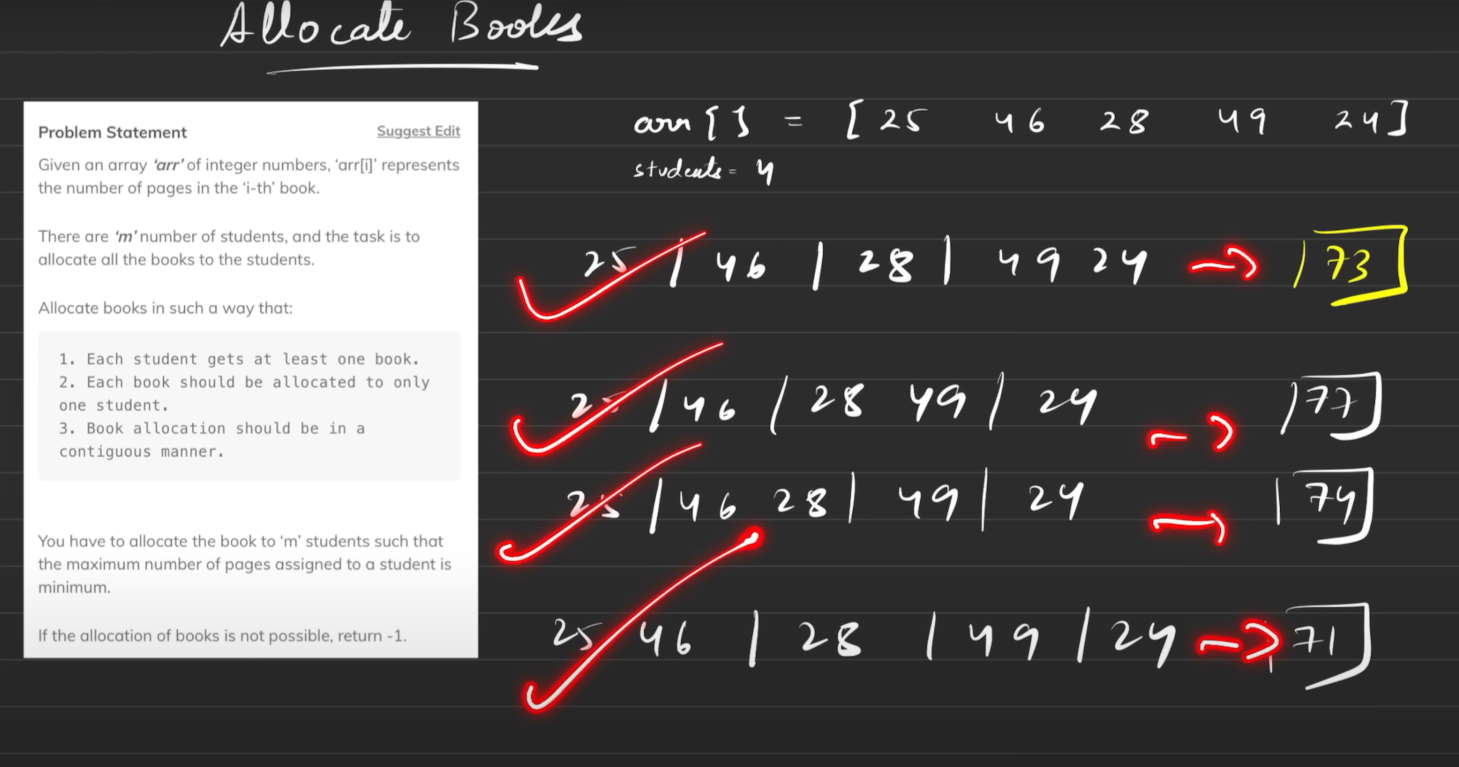 Allocate Books
Problem Statement Suggest Edit
Given an array 'arr' of integer numbers, 'arr[i]' represents
the number of pages in the 'i-th' book.
There are 'm' number of students, and the task is to
allocate all the books to the students.
Allocate books in such a way that:
1. Each student gets at least one book.
2. Each book should be allocated to only
one student.
3. Book allocation should be in a
contiguous manner.
You have to allocate the book to 'm' students such that
the maximum number of pages assigned to a student is
minimum.
If the allocation of books is not possible, return -1.
arr[] = [25 46 28 49 24]
students = 4
25 | 46 | 28 | 49 24 → 73
25 | 46 | 28 49 | 24 → 77
25 | 46 28 | 49 | 24 → 74
25 46 | 28 | 49 | 24 → 71